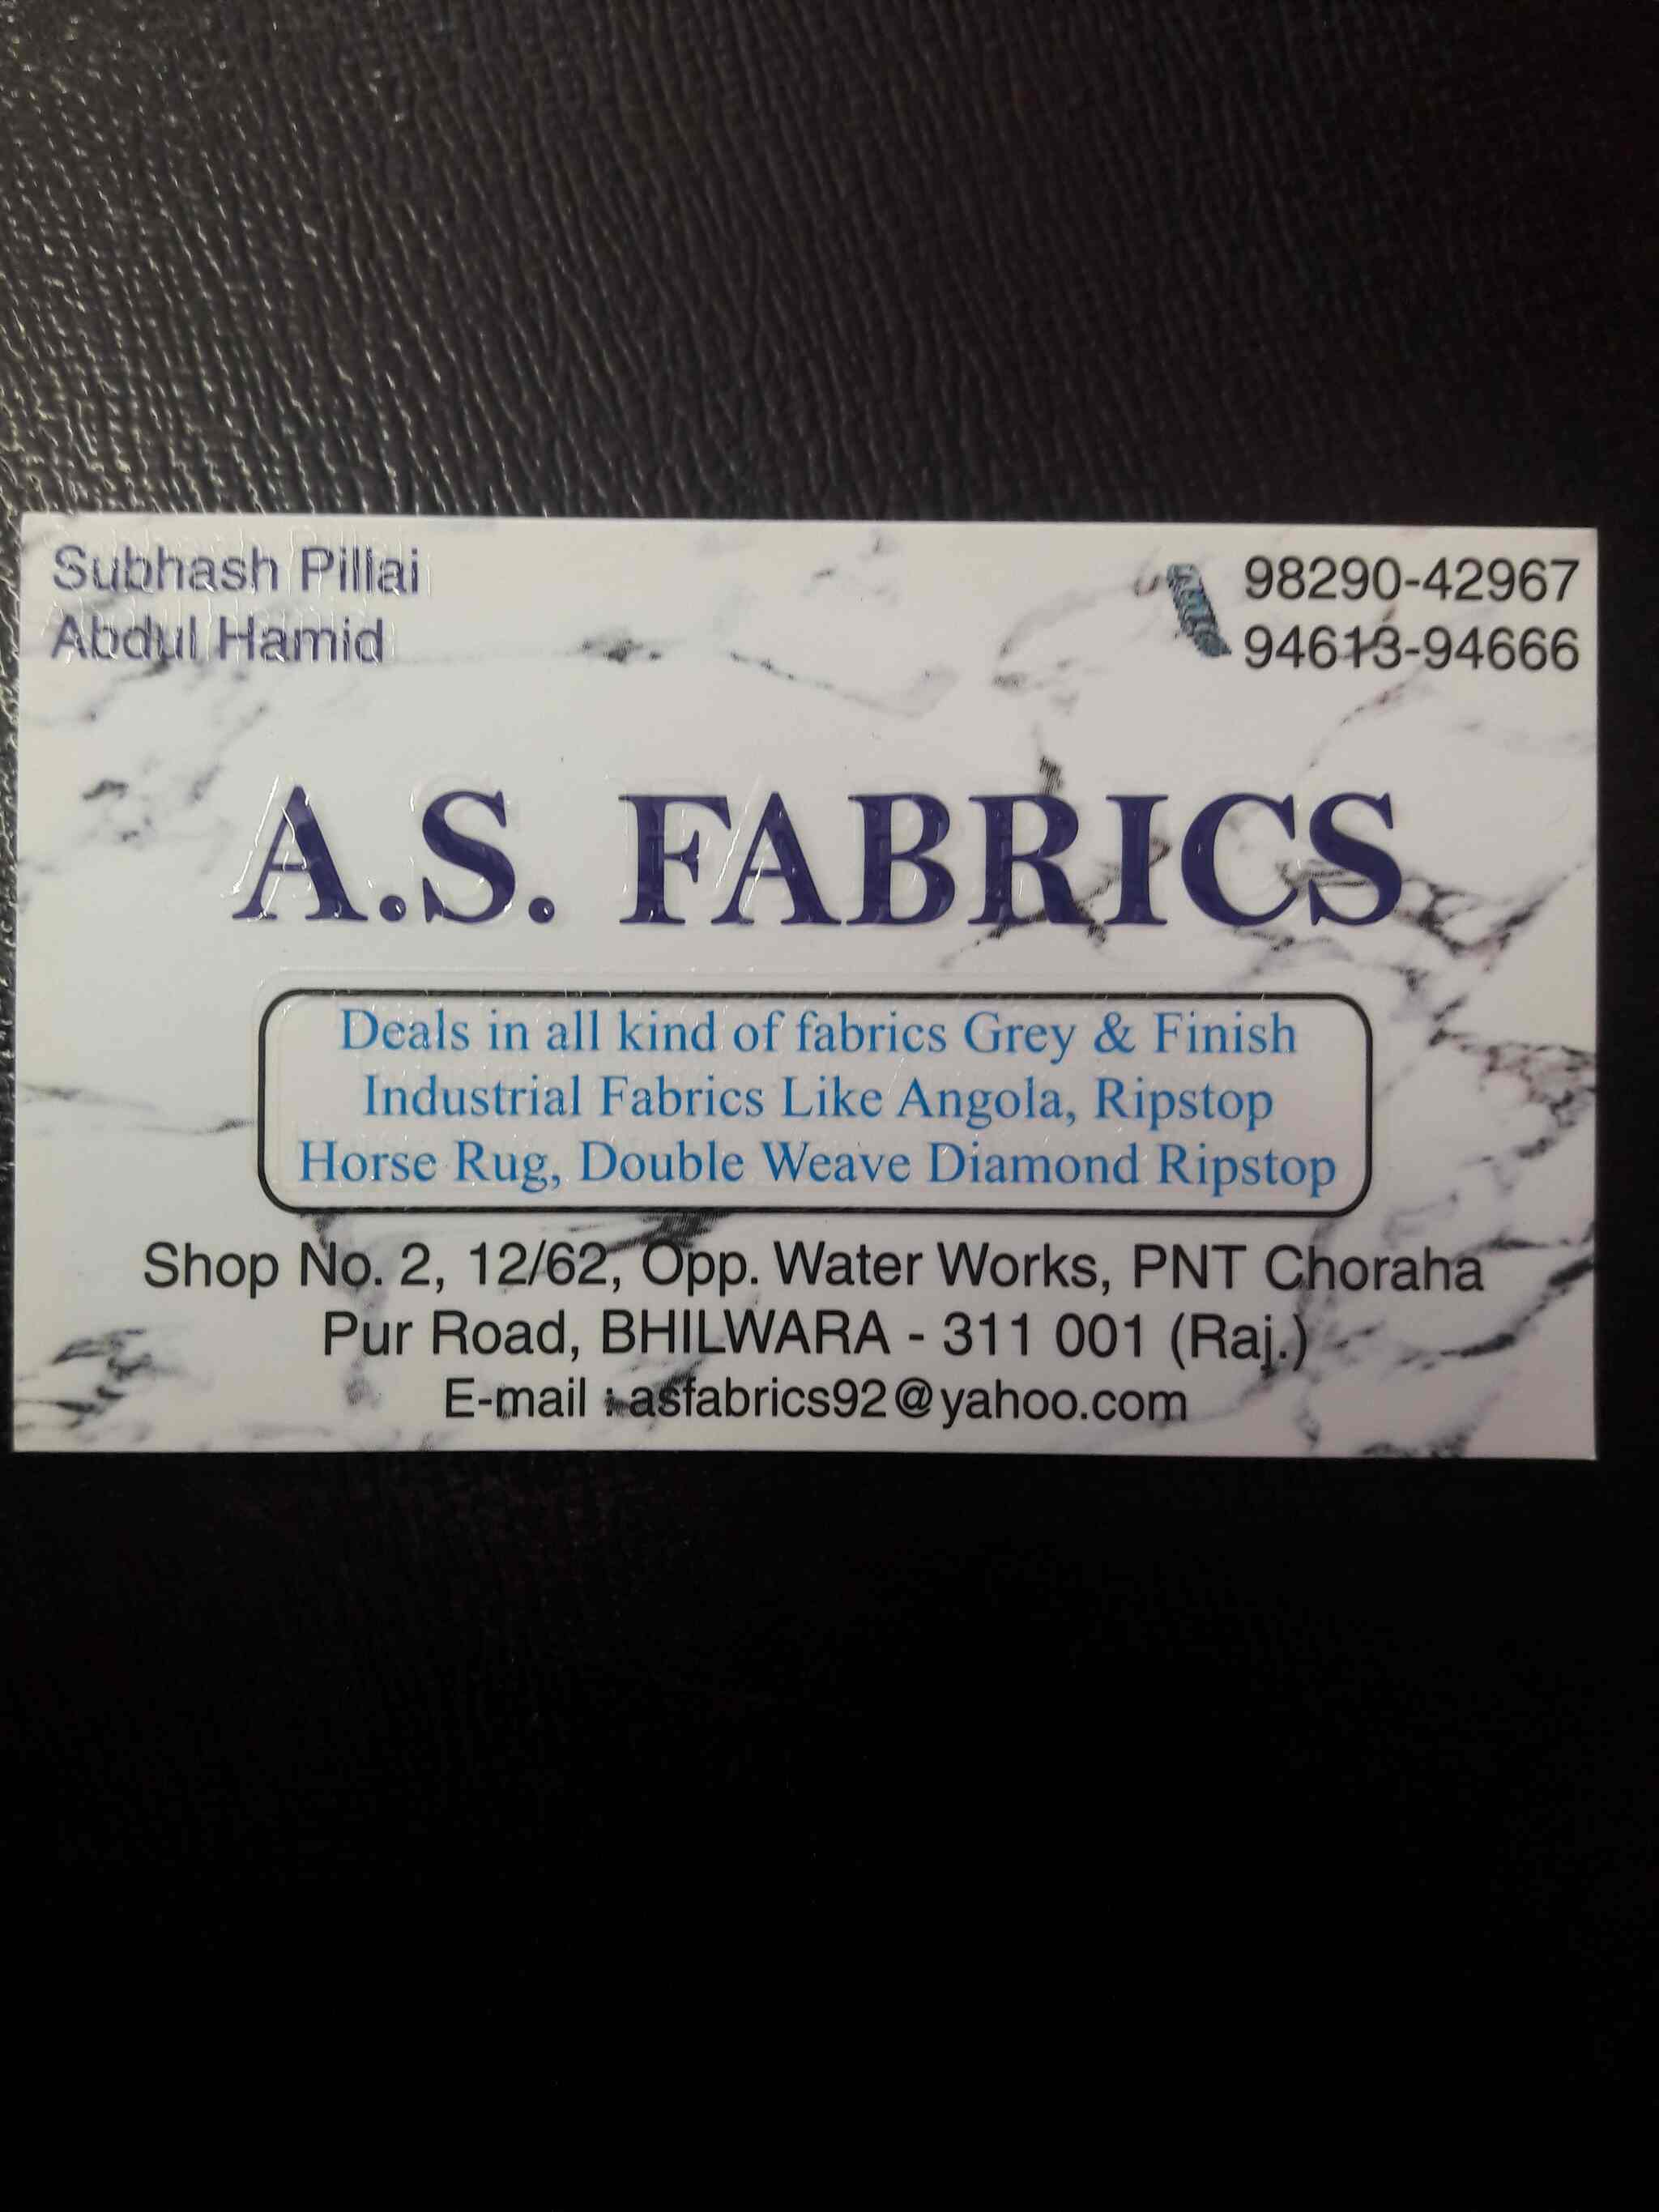 Subhash Pillai
Abdul Hamid
98290-42967
94613-94666
A.S. FABRICS
Deals in all kind of fabrics Grey & Finish
Industrial Fabrics Like Angola, Ripstop
Horse Rug, Double Weave Diamond Ripstop
Shop No. 2, 12/62, Opp. Water Works, PNT Choraha
Pur Road, BHILWARA - 311 001 (Raj.)
E-mail : asfabrics92@yahoo.com